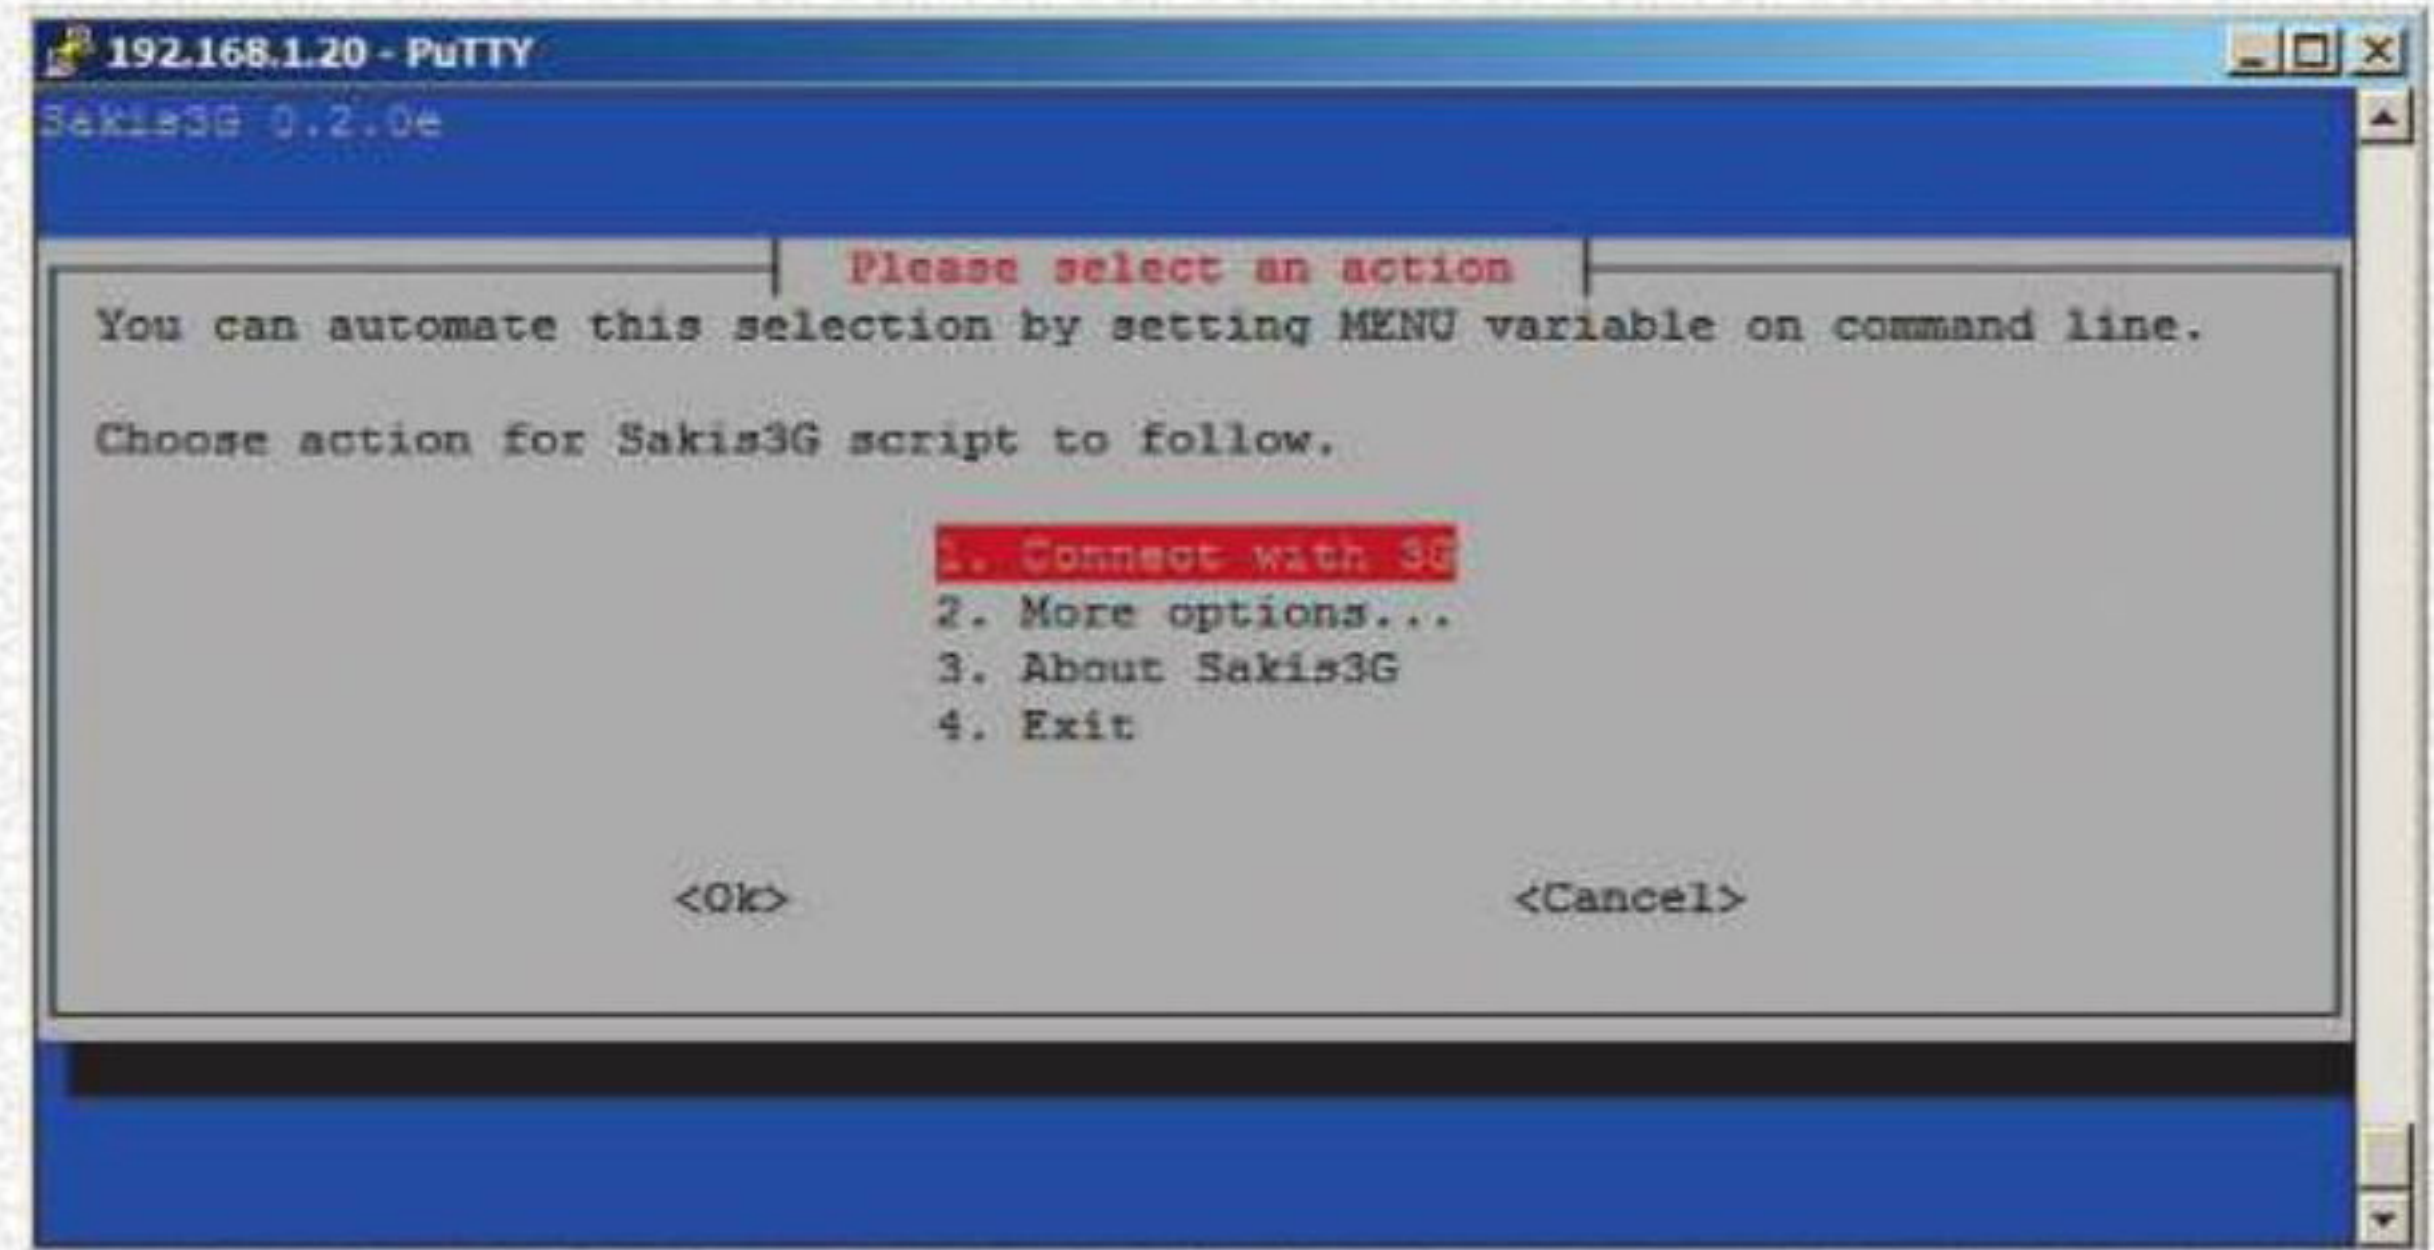 192.168.1.20 - PuTTY
Sakis3G 0.2.0e
Please select an action
You can automate this selection by setting MENU variable on command line.
Choose action for Sakis3G script to follow.
1. Connect with 3G
2. More options...
3. About Sakis3G
4. Exit
<Ok> <Cancel>